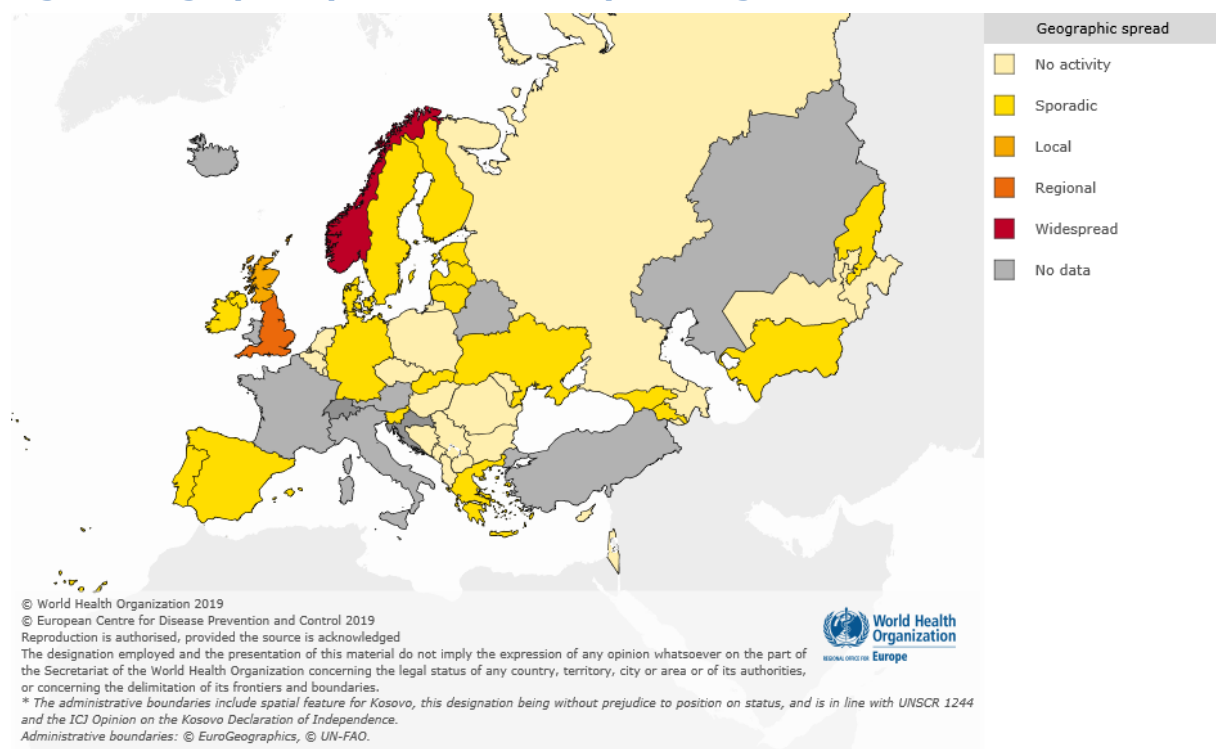 Geographic spread
No activity
Sporadic
Local
Regional
Widespread
No data
© World Health Organization 2019
© European Centre for Disease Prevention and Control 2019
Reproduction is authorised, provided the source is acknowledged
The designation employed and the presentation of this material do not imply the expression of any opinion whatsoever on the part of
the Secretariat of the World Health Organization concerning the legal status of any country, territory, city or area or of its authorities,
or concerning the delimitation of its frontiers and boundaries.
* The administrative boundaries include spatial feature for Kosovo, this designation being without prejudice to position on status, and is in line with UNSCR 1244
and the ICJ Opinion on the Kosovo Declaration of Independence.
Administrative boundaries: © EuroGeographics, © UN-FAO.
World Health
Organization
REGIONAL OFFICE FOR Europe